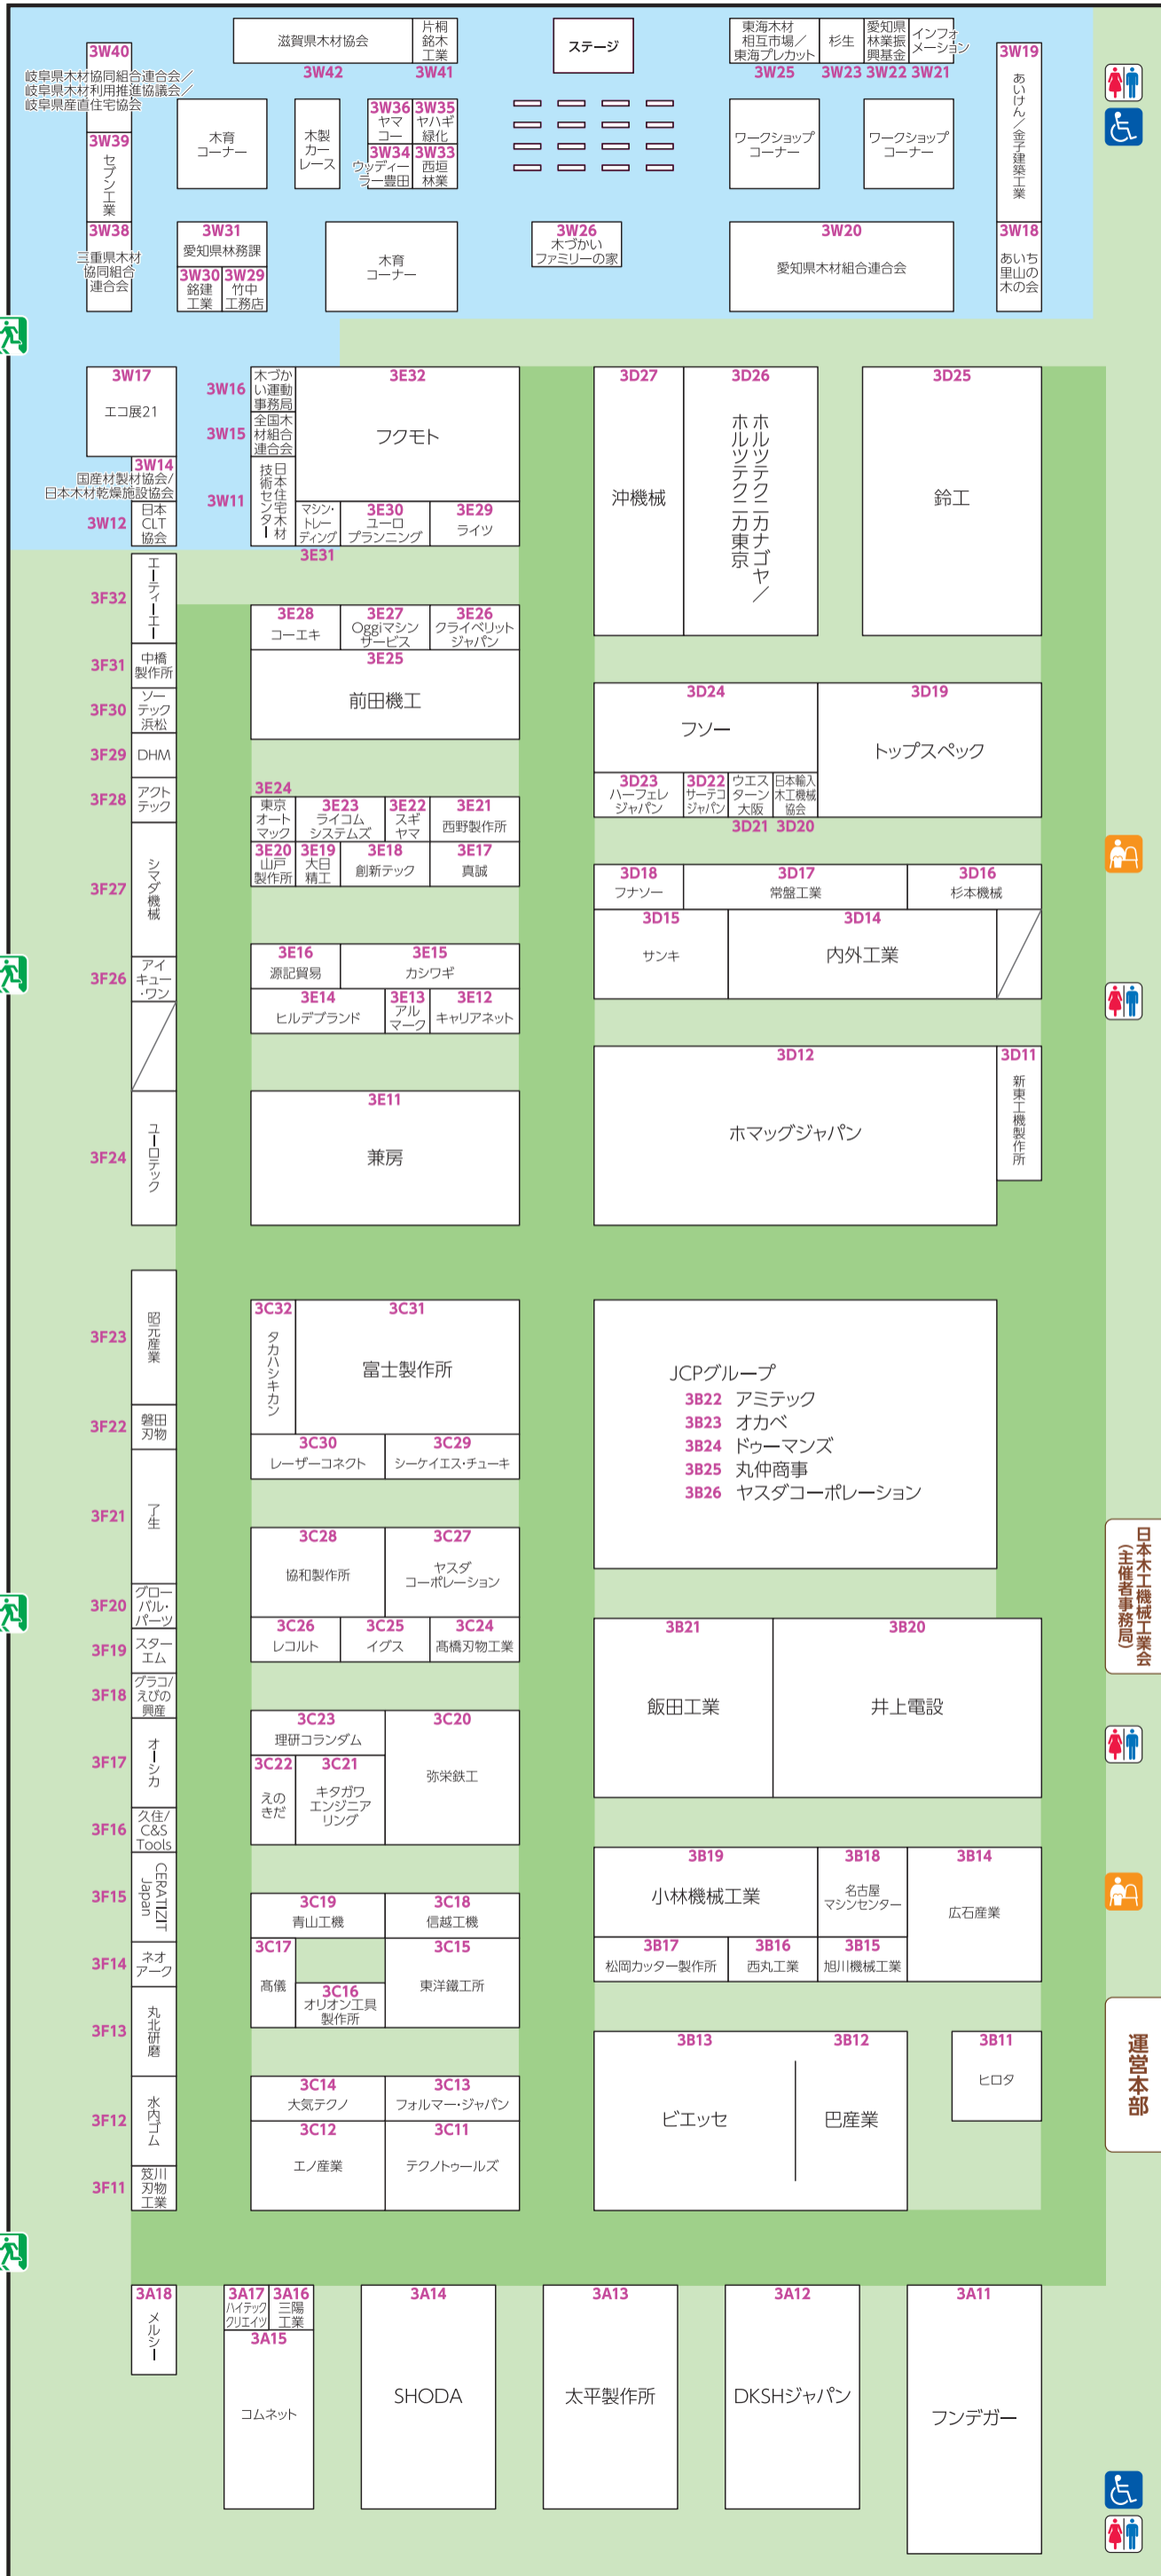 3W40
岐阜県木材協同組合連合会／
岐阜県木材利用推進協議会／
岐阜県産直住宅協会
3W39
セブン工業
3W38
三重県木材
協同組合
連合会
滋賀県木材協会
3W42
片桐
銘木
工業
3W41
ステージ
東海木材
相互市場／
東海プレカット
3W25
杉生
3W23
愛知県
林業振
興基金
3W22
インフォ
メーション
3W21
3W19
あいけん／金子建築工業
木育
コーナー
木製
カー
レース
3W36
ヤマ
コー
3W35
ヤハギ
緑化
3W34
ウッディー
ラー豊田
3W33
西垣
林業
ワークショップ
コーナー
ワークショップ
コーナー
3W31
愛知県林務課
3W30
銘建
工業
3W29
竹中
工務店
木育
コーナー
3W26
木づかい
ファミリーの家
3W20
愛知県木材組合連合会
3W18
あいち
里山の
木の会
3W17
エコ展21
3W14
国産材製材協会/
日本木材乾燥施設協会
3W12
日本
CLT
協会
3W16
木づか
い運動
事務局
3W15
全国木
材組合
連合会
3W11
日本住宅木材
技術センター
3E32
フクモト
マシン・
トレー
ディング
3E31
3E30
ユーロ
プランニング
3E29
ライツ
3D27
沖機械
3D26
ホルツテクニカナゴヤ／
ホルツテクニカ東京
3D25
鈴工
3F32
エーティーエー
3F31
中橋
製作所
3F30
ソー
テック
浜松
3F29
DHM
3F28
アクト
テック
3F27
シマダ機械
3F26
アイ
キュー
・ワン
3F24
ユーロテック
3E28
コーエキ
3E27
Oggiマシン
サービス
3E26
クライベリット
ジャパン
3E25
前田機工
3E24
東京
オート
マック
3E23
ライコム
システムズ
3E22
スギ
ヤマ
3E21
西野製作所
3E20
山戸
製作所
3E19
大日
精工
3E18
創新テック
3E17
真誠
3E16
源記貿易
3E15
カシワギ
3E14
ヒルデブランド
3E13
アル
マーク
3E12
キャリアネット
3E11
兼房
3D24
フソー
3D19
トップスペック
3D23
ハーフェレ
ジャパン
3D22
サーテコ
ジャパン
ウエス
ターン
大阪
3D21
日本輸入
木工機械
協会
3D20
3D18
フナソー
3D17
常盤工業
3D16
杉本機械
3D15
サンキ
3D14
内外工業
3D12
ホマッグジャパン
3D11
新東工機製作所
3F23
昭元産業
3F22
磐田
刃物
3F21
了生
3F20
グロー
バル・
パーツ
3F19
スター
エム
3F18
グラコ/
えびの
興産
3F17
オーシカ
3F16
久住/
C&S
Tools
3F15
CERATIZIT
Japan
3F14
ネオ
アーク
3F13
丸北研磨
3F12
水内ゴム
3F11
笈川
刃物
工業
3C32
タカハシキカン
3C31
富士製作所
3C30
レーザーコネクト
3C29
シーケイエス・チューキ
3C28
協和製作所
3C27
ヤスダ
コーポレーション
3C26
レコルト
3C25
イグス
3C24
髙橋刃物工業
3C23
理研コランダム
3C20
弥栄鉄工
3C22
えの
きだ
3C21
キタガワ
エンジニア
リング
3C19
青山工機
3C18
信越工機
3C17
髙儀
3C16
オリオン工具
製作所
3C15
東洋鐵工所
3C14
大気テクノ
3C13
フォルマー・ジャパン
3C12
エノ産業
3C11
テクノトゥールズ
JCPグループ
3B22 アミテック
3B23 オカベ
3B24 ドゥーマンズ
3B25 丸仲商事
3B26 ヤスダコーポレーション
3B21
飯田工業
3B20
井上電設
3B19
小林機械工業
3B18
名古屋
マシンセンター
3B14
広石産業
3B17
松岡カッター製作所
3B16
西丸工業
3B15
旭川機械工業
3B13
ビエッセ
3B12
巴産業
3B11
ヒロタ
日本木工機械工業会
（主催者事務局）
運営本部
3A18
メルシー
3A17
ハイテック
クリエイツ
3A16
三陽
工業
3A15
コムネット
3A14
SHODA
3A13
太平製作所
3A12
DKSHジャパン
3A11
フンデガー